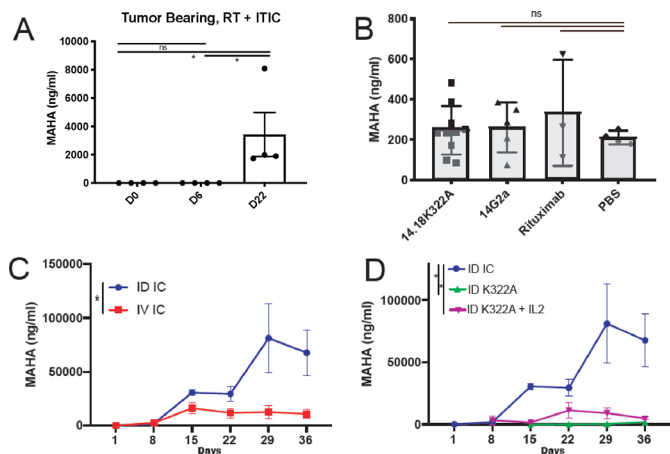 A
Tumor Bearing, RT + ITIC
MAHA (ng/ml)
10000
8000
6000
4000
2000
0
ns
*
*
D0
D6
D22
B
MAHA (ng/ml)
800
600
400
200
0
ns
14.18K322A
14G2a
Rituximab
PBS
C
MAHA (ng/ml)
150000
100000
50000
0
*
ID IC
IV IC
1 8 15 22 29 36
Days
D
MAHA (ng/ml)
100000
50000
0
*
*
ID IC
ID K322A
ID K322A + IL2
1 8 15 22 29 36
Days